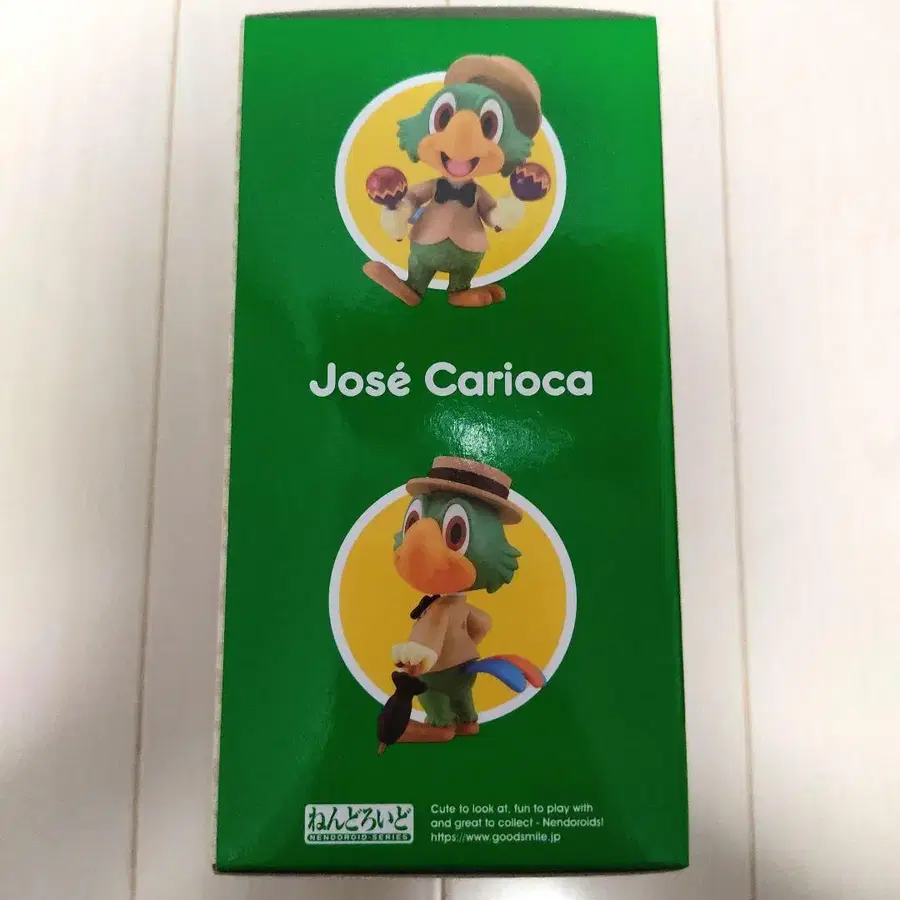 José Carioca
ねんどろいど
NENDOROID-SERIES
Cute to look at, fun to play with
and great to collect - Nendoroids!
https://www.goodsmile.jp